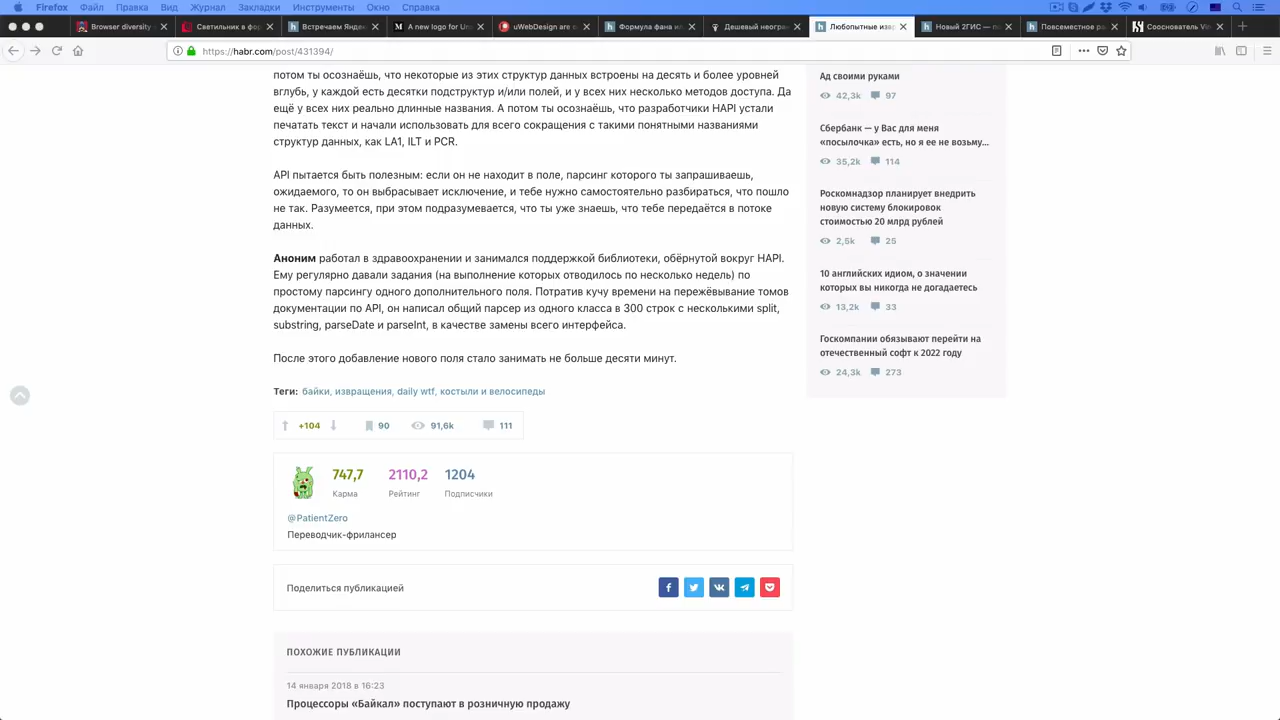 Firefox Файл Правка Вид Журнал Закладки Инструменты Окно Справка
Browser diversity
Светильник в фор
Встречаем Яндек
A new logo for Un
uWebDesign are
Формула фана ил
Дешевый неогран
Любопытные изв
Новый 2ГИС — п
Повсеместное ра
Сооснователь Vi
https://habr.com/post/431394/
потом ты осознаёшь, что некоторые из этих структур данных встроены на десять и более уровней
вглубь, у каждой есть десятки подструктур и/или полей, и у всех них несколько методов доступа. Да
ещё у всех них реально длинные названия. А потом ты осознаёшь, что разработчики HAPI устали
печатать текст и начали использовать для всего сокращения с такими понятными названиями
структур данных, как LA1, ILT и PCR.
API пытается быть полезным: если он не находит в поле, парсинг которого ты запрашиваешь,
ожидаемого, то он выбрасывает исключение, и тебе нужно самостоятельно разбираться, что пошло
не так. Разумеется, при этом подразумевается, что ты уже знаешь, что тебе передаётся в потоке
данных.
Аноним работал в здравоохранении и занимался поддержкой библиотеки, обёрнутой вокруг HAPI.
Ему регулярно давали задания (на выполнение которых отводилось по несколько недель) по
простому парсингу одного дополнительного поля. Потратив кучу времени на пережёвывание томов
документации по API, он написал общий парсер из одного класса в 300 строк с несколькими split,
substring, parseDate и parseInt, в качестве замены всего интерфейса.
После этого добавление нового поля стало занимать не больше десяти минут.
Теги: байки, извращения, daily wtf, костыли и велосипеды
+104 90 91,6k 111
747,7 2110,2 1204
Карма Рейтинг Подписчики
@PatientZero
Переводчик-фрилансер
Поделиться публикацией
ПОХОЖИЕ ПУБЛИКАЦИИ
14 января 2018 в 16:23
Процессоры «Байкал» поступают в розничную продажу
Ад своими руками
42,3k 97
Сбербанк — у Вас для меня
«посылочка» есть, но я ее не возьму...
35,2k 114
Роскомнадзор планирует внедрить
новую систему блокировок
стоимостью 20 млрд рублей
2,5k 25
10 английских идиом, о значении
которых вы никогда не догадаетесь
13,2k 33
Госкомпании обязывают перейти на
отечественный софт к 2022 году
24,3k 273